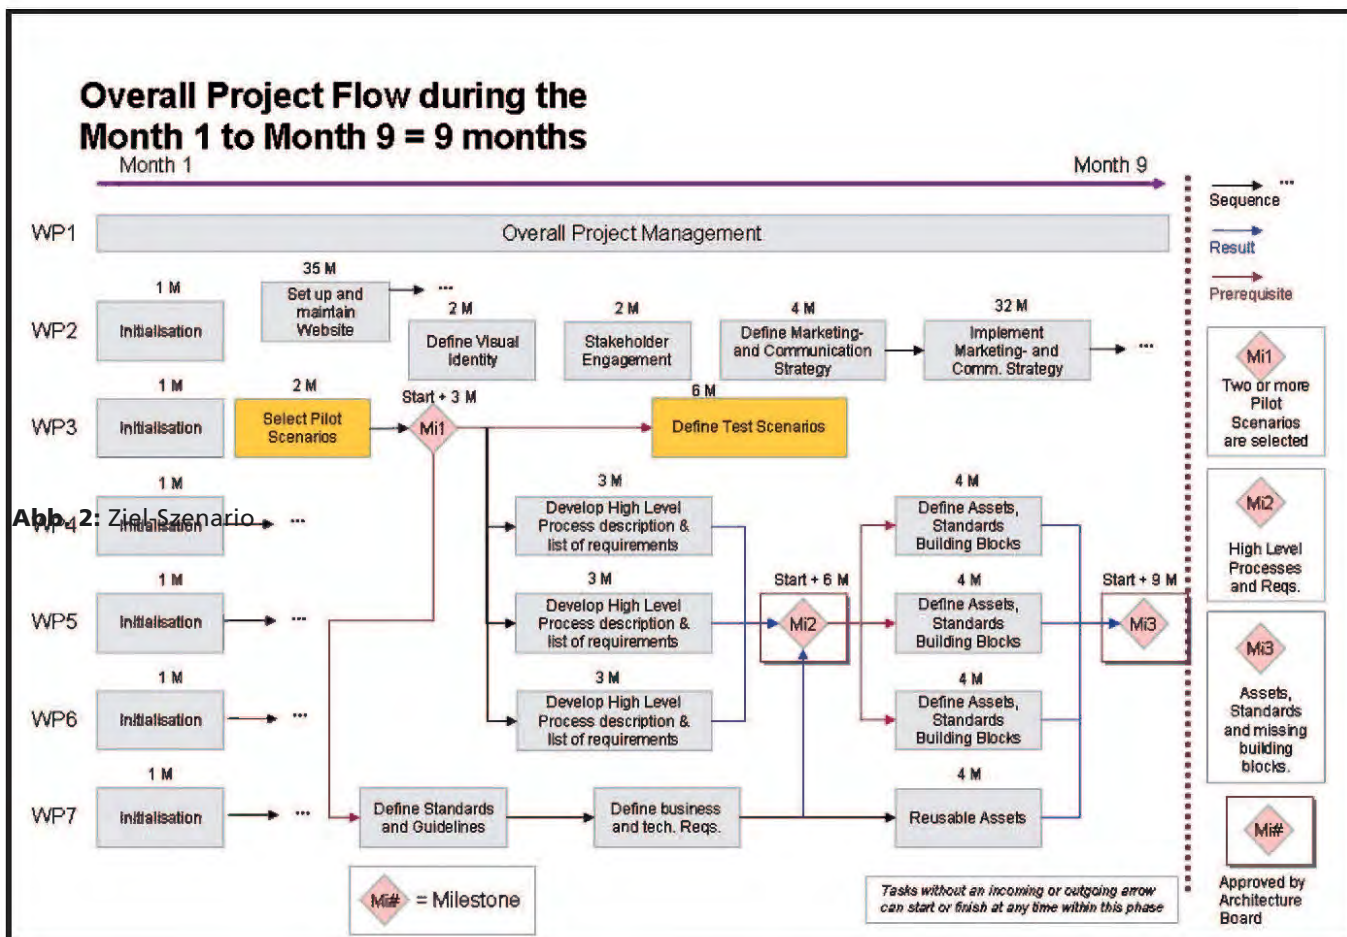 Overall Project Flow during the
Month 1 to Month 9 = 9 months
Month 1
Month 9
Sequence
...
Result
Prerequisite
WP1
Overall Project Management
WP2
1 M
Initialisation
35 M
Set up and
maintain
Website
...
2 M
Define Visual
Identity
2 M
Stakeholder
Engagement
4 M
Define Marketing-
and Communication
Strategy
32 M
Implement
Marketing- and
Comm. Strategy
...
WP3
1 M
Initialisation
2 M
Select Pilot
Scenarios
Start + 3 M
Mi1
6 M
Define Test Scenarios
WP4
Abb. 2: Ziel-Szenario
1 M
Initialisation
...
3 M
Develop High Level
Process description &
list of requirements
4 M
Define Assets,
Standards
Building Blocks
WP5
1 M
Initialisation
...
3 M
Develop High Level
Process description &
list of requirements
Start + 6 M
Mi2
4 M
Define Assets,
Standards
Building Blocks
Start + 9 M
Mi3
WP6
1 M
Initialisation
...
3 M
Develop High Level
Process description &
list of requirements
4 M
Define Assets,
Standards
Building Blocks
WP7
1 M
Initialisation
...
Define Standards
and Guidelines
Define business
and tech. Reqs.
4 M
Reusable Assets
Mi1
Two or more
Pilot
Scenarios
are selected
Mi2
High Level
Processes
and Reqs.
Mi3
Assets,
Standards
and missing
building
blocks.
Mi#
Approved by
Architecture
Board
Mi# = Milestone
Tasks without an incoming or outgoing arrow
can start or finish at any time within this phase